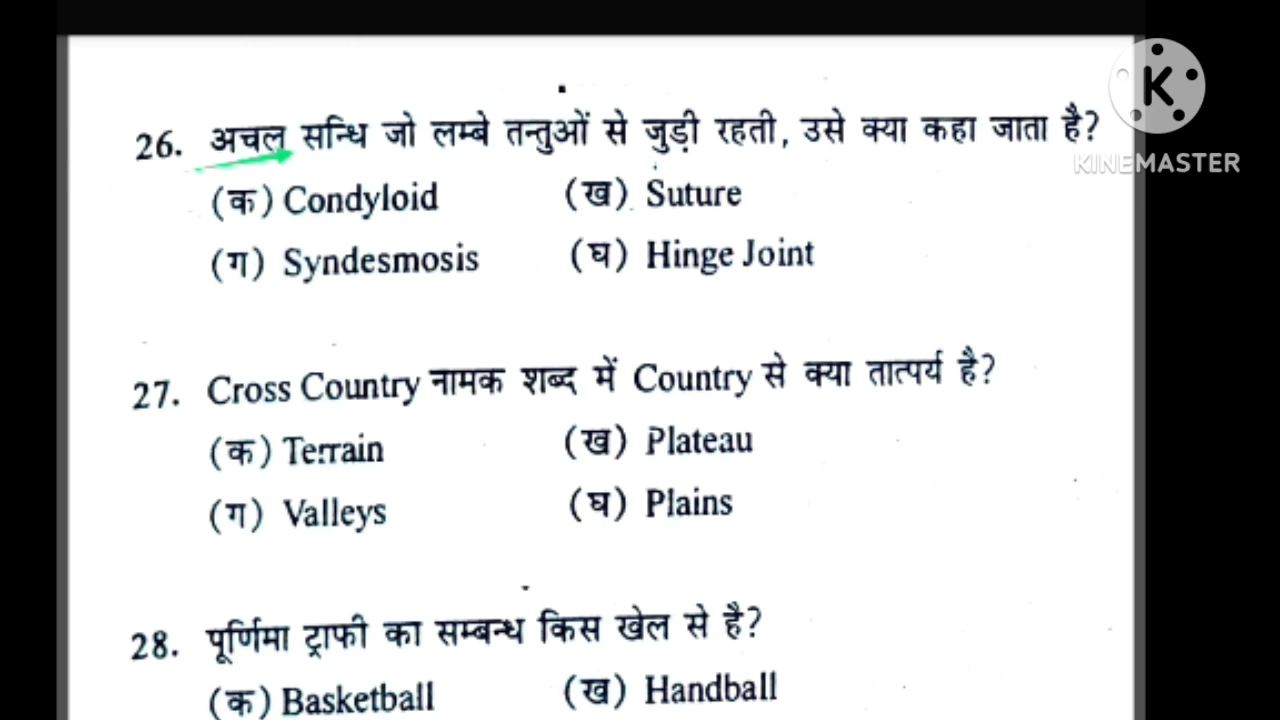 26. अचल सन्धि जो लम्बे तन्तुओं से जुड़ी रहती, उसे क्या कहा जाता है?
K
KINEMASTER
(क) Condyloid (ख) Suture
(ग) Syndesmosis (घ) Hinge Joint
27. Cross Country नामक शब्द में Country से क्या तात्पर्य है?
(क) Terrain (ख) Plateau
(ग) Valleys (घ) Plains
28. पूर्णिमा ट्राफी का सम्बन्ध किस खेल से है?
(क) Basketball (ख) Handball